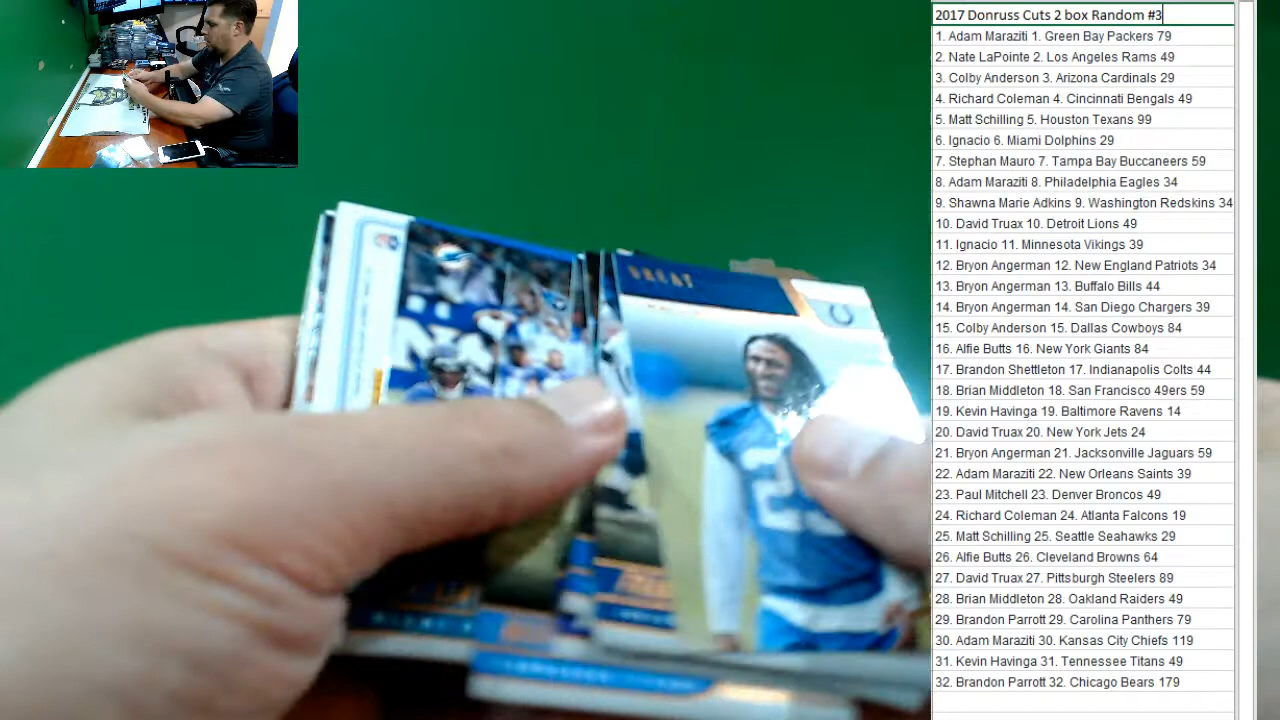 2017 Donruss Cuts 2 box Random #3
1. Adam Maraziti 1. Green Bay Packers 79
2. Nate LaPointe 2. Los Angeles Rams 49
3. Colby Anderson 3. Arizona Cardinals 29
4. Richard Coleman 4. Cincinnati Bengals 49
5. Matt Schilling 5. Houston Texans 99
6. Ignacio 6. Miami Dolphins 29
7. Stephan Mauro 7. Tampa Bay Buccaneers 59
8. Adam Maraziti 8. Philadelphia Eagles 34
9. Shawna Marie Adkins 9. Washington Redskins 34
10. David Truax 10. Detroit Lions 49
11. Ignacio 11. Minnesota Vikings 39
12. Bryon Angerman 12. New England Patriots 34
13. Bryon Angerman 13. Buffalo Bills 44
14. Bryon Angerman 14. San Diego Chargers 39
15. Colby Anderson 15. Dallas Cowboys 84
16. Alfie Butts 16. New York Giants 84
17. Brandon Shettleton 17. Indianapolis Colts 44
18. Brian Middleton 18. San Francisco 49ers 59
19. Kevin Havinga 19. Baltimore Ravens 14
20. David Truax 20. New York Jets 24
21. Bryon Angerman 21. Jacksonville Jaguars 59
22. Adam Maraziti 22. New Orleans Saints 39
23. Paul Mitchell 23. Denver Broncos 49
24. Richard Coleman 24. Atlanta Falcons 19
25. Matt Schilling 25. Seattle Seahawks 29
26. Alfie Butts 26. Cleveland Browns 64
27. David Truax 27. Pittsburgh Steelers 89
28. Brian Middleton 28. Oakland Raiders 49
29. Brandon Parrott 29. Carolina Panthers 79
30. Adam Maraziti 30. Kansas City Chiefs 119
31. Kevin Havinga 31. Tennessee Titans 49
32. Brandon Parrott 32. Chicago Bears 179